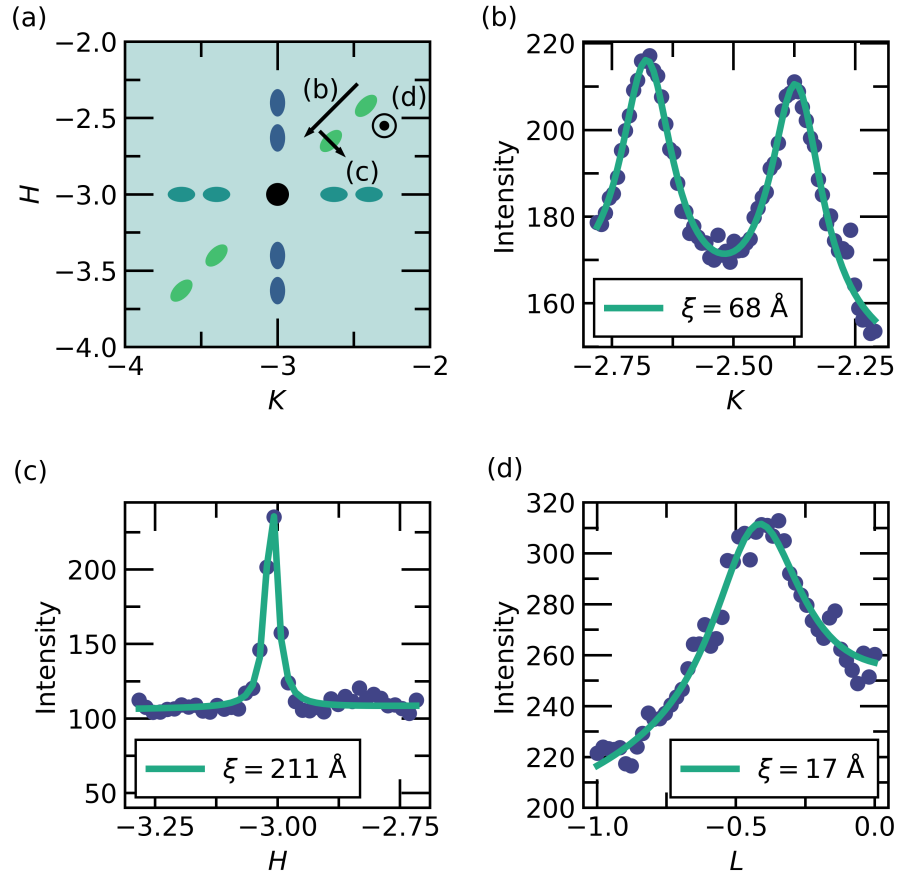 (a)
−2.0
−2.5
−3.0
−3.5
−4.0
H
−4
−3
−2
K
(b)
(d)
(c)
(b)
220
200
180
160
Intensity
ξ = 68 Å
−2.75
−2.50
−2.25
K
(c)
200
150
100
50
Intensity
ξ = 211 Å
−3.25
−3.00
−2.75
H
(d)
320
300
280
260
240
220
200
Intensity
ξ = 17 Å
−1.0
−0.5
0.0
L